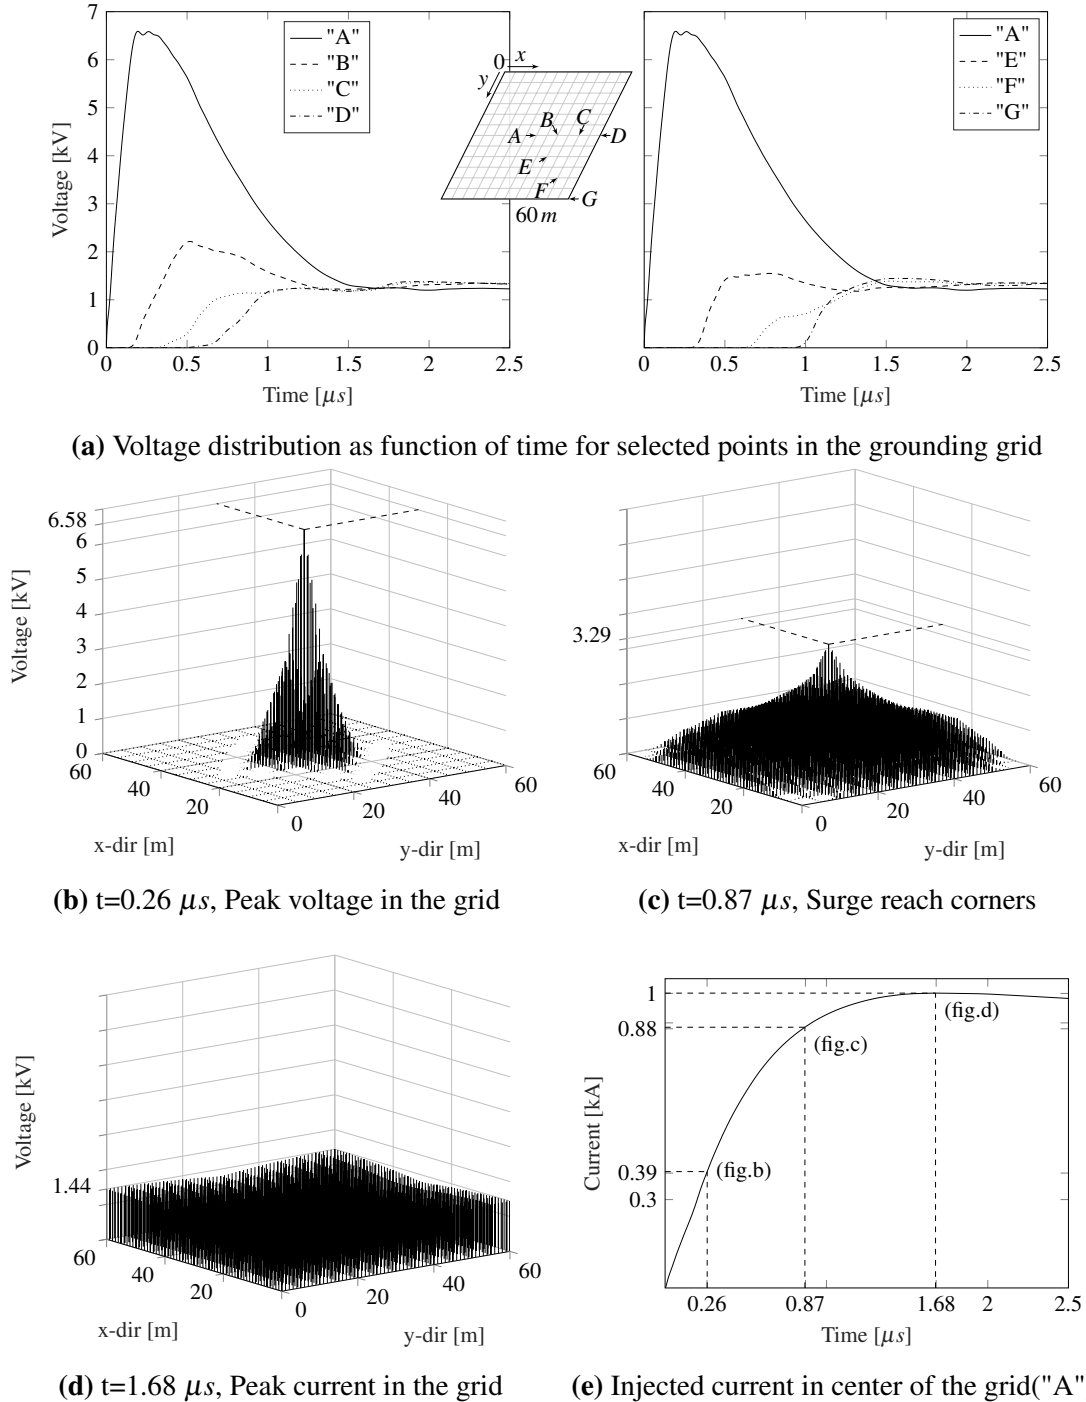 7
6
5
4
3
2
1
0
Voltage [kV]
0
0.5
1
1.5
2
2.5
Time [μs]
"A"
"B"
"C"
"D"
0
x
y
A
B
C
D
E
F
G
60 m
"A"
"E"
"F"
"G"
0
0.5
1
1.5
2
2.5
Time [μs]
(a) Voltage distribution as function of time for selected points in the grounding grid
6.58
6
5
4
3
2
1
0
Voltage [kV]
60
40
20
0
20
40
60
x-dir [m]
y-dir [m]
(b) t=0.26 μs, Peak voltage in the grid
3.29
60
40
20
0
20
40
60
x-dir [m]
y-dir [m]
(c) t=0.87 μs, Surge reach corners
Voltage [kV]
1.44
60
40
20
0
20
40
60
x-dir [m]
y-dir [m]
(d) t=1.68 μs, Peak current in the grid
1
0.88
0.39
0.3
Current [kA]
(fig.b)
(fig.c)
(fig.d)
0.26
0.87
1.68
2
2.5
Time [μs]
(e) Injected current in center of the grid("A"